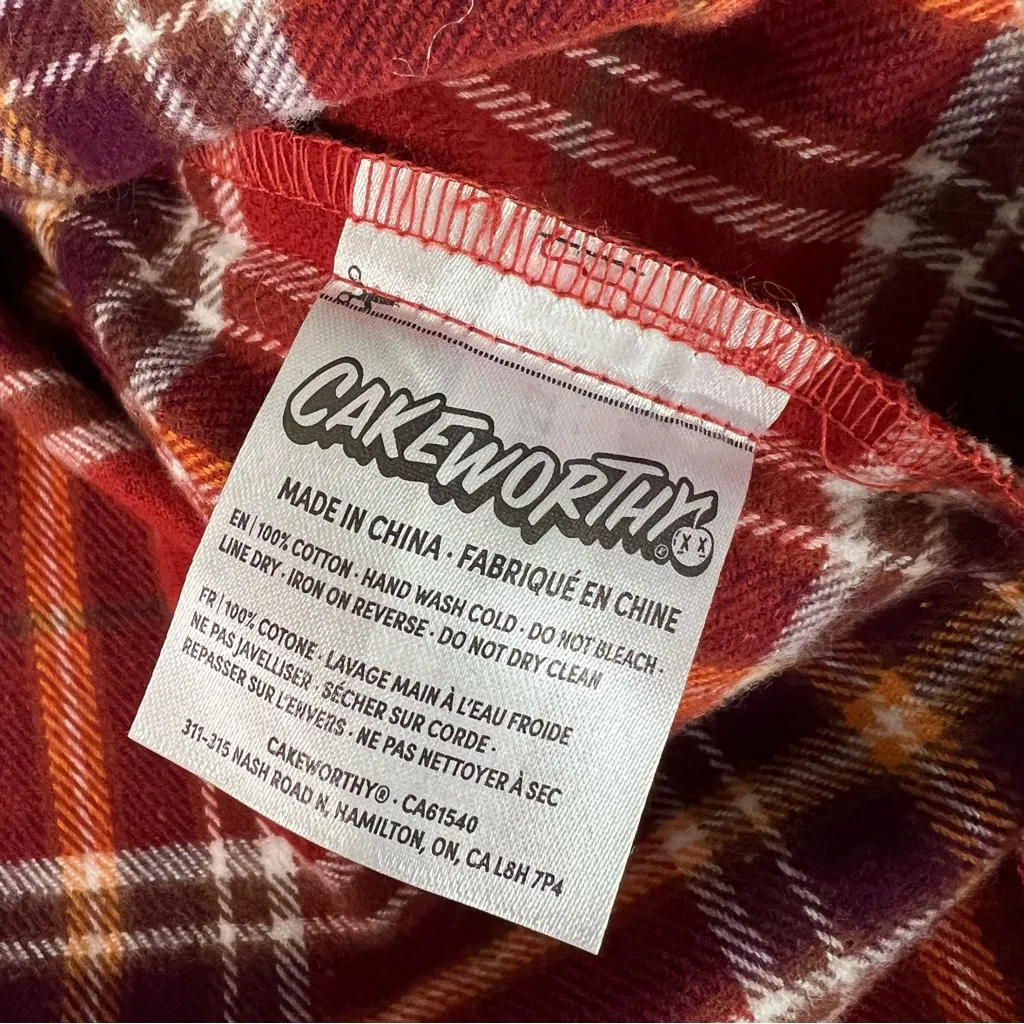 CAKEWORTHY®
MADE IN CHINA · FABRIQUÉ EN CHINE
EN | 100% COTTON · HAND WASH COLD · DO NOT BLEACH ·
LINE DRY · IRON ON REVERSE · DO NOT DRY CLEAN
FR | 100% COTONE · LAVAGE MAIN À L'EAU FROIDE
NE PAS JAVELLISER · SÉCHER SUR CORDE ·
REPASSER SUR L'ENVERS · NE PAS NETTOYER À SEC
CAKEWORTHY® · CA61540
311-315 NASH ROAD N, HAMILTON, ON, CA L8H 7P4